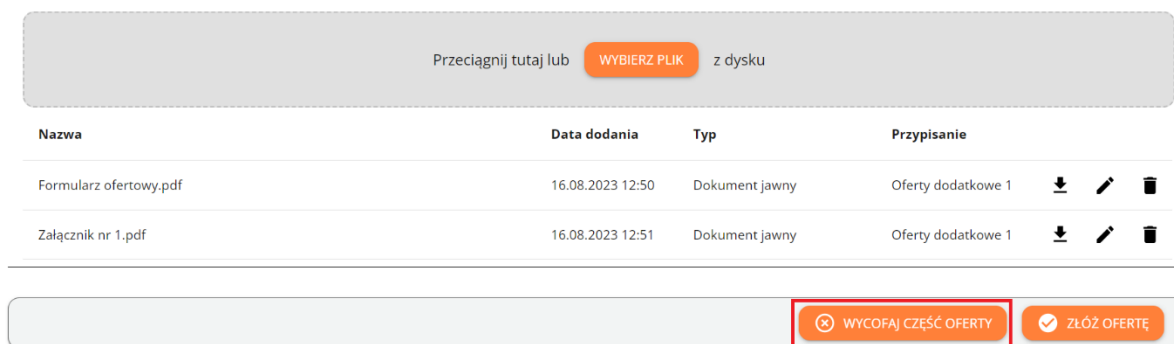 Przeciągnij tutaj lub WYBIERZ PLIK z dysku
Nazwa Data dodania Typ Przypisanie
Formularz ofertowy.pdf 16.08.2023 12:50 Dokument jawny Oferty dodatkowe 1
Załącznik nr 1.pdf 16.08.2023 12:51 Dokument jawny Oferty dodatkowe 1
WYCOFAJ CZĘŚĆ OFERTY ZŁÓŻ OFERTĘ